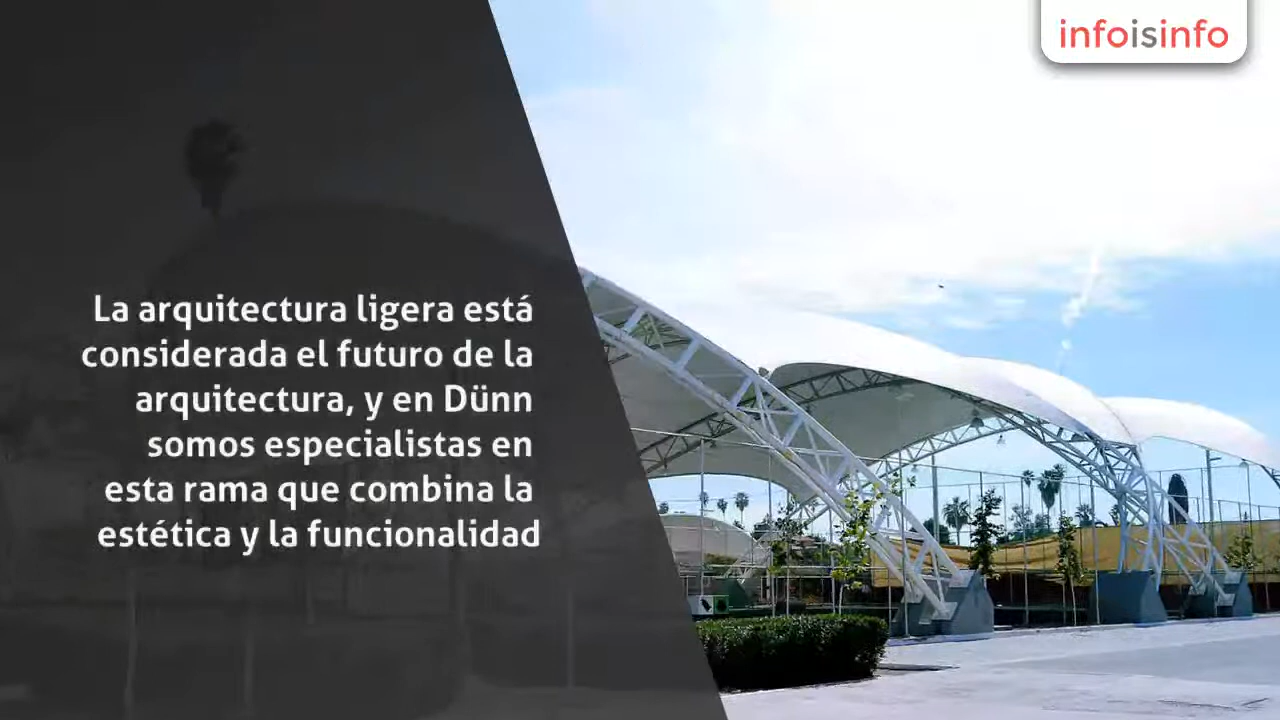 infoisinfo
La arquitectura ligera está
considerada el futuro de la
arquitectura, y en Dünn
somos especialistas en
esta rama que combina la
estética y la funcionalidad